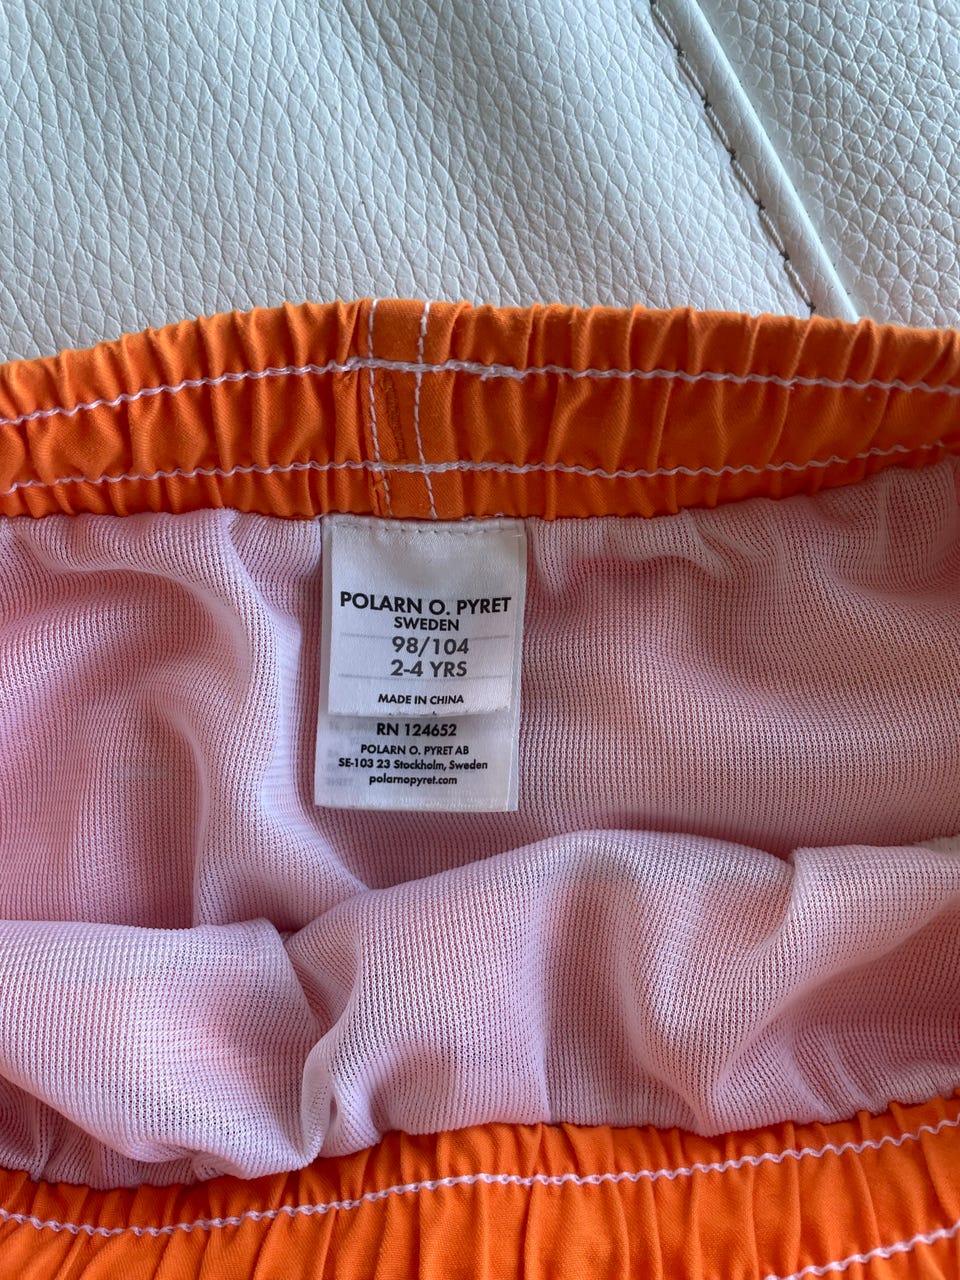 POLARN O. PYRET
SWEDEN
98/104
2-4 YRS
MADE IN CHINA
RN 124652
POLARN O. PYRET AB
SE-103 23 Stockholm, Sweden
polarnopyret.com